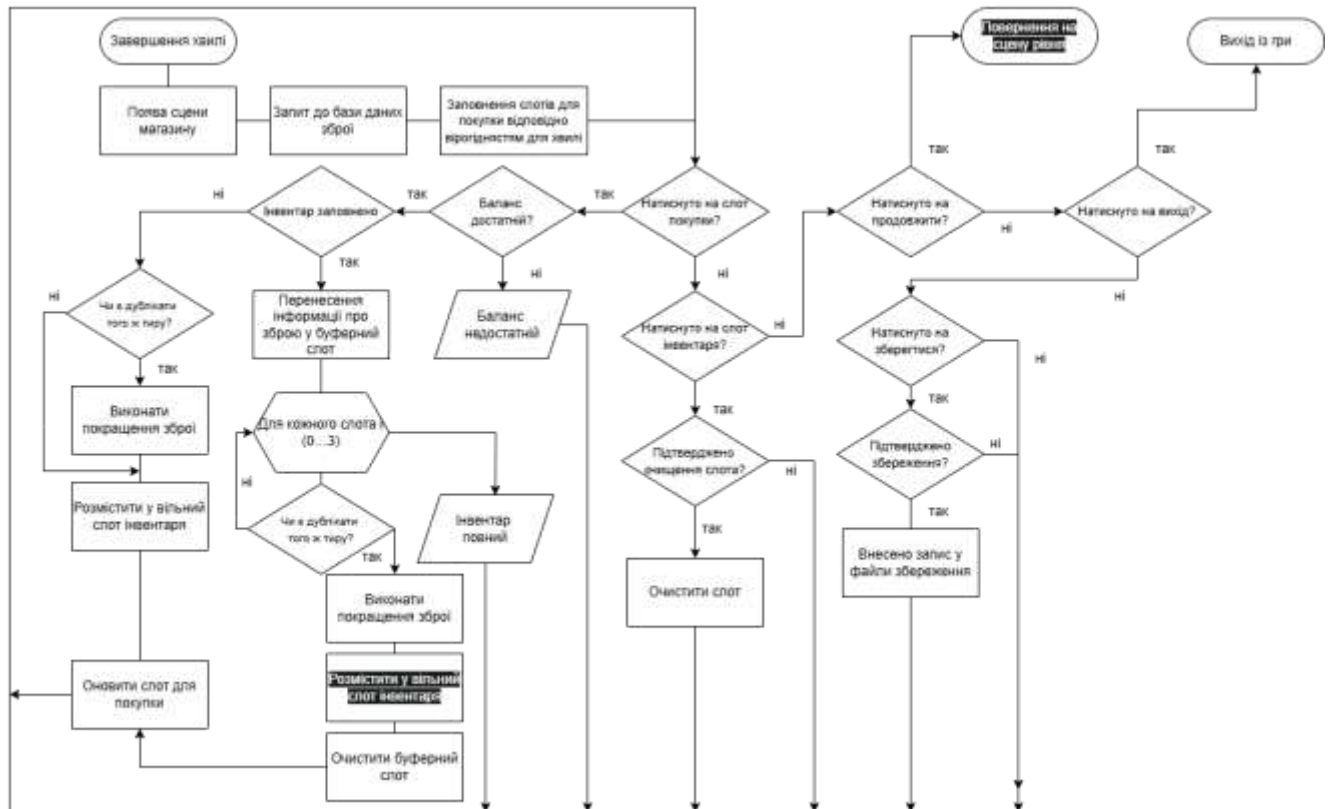 Завершення хвилі
Повернення на
сцену рівня
Вихід із гри
Поява сцени
магазину
Запит до бази даних
зброї
Заповнення слотів для
покупки відповідно
вірогідностям для хвилі
так
так
ні
так
так
Інвентар заповнено
Баланс
достатній?
Натиснуто на слот
покупки?
Натиснуто на
продовжити?
ні
Натиснуто на вихід?
так
ні
ні
ні
ні
Чи є дублікати
того ж тиру?
Перенесення
інформації про
зброю у буферний
слот
Баланс
недостатній
Натиснуто на слот
інвентаря?
ні
Натиснуто на
зберегтися?
ні
так
так
так
Виконати
покращення зброї
Для кожного слота i
(0...3)
Підтверджено
очищення слота?
ні
Підтверджено
збереження?
ні
ні
Розмістити у вільний
слот інвентаря
Чи є дублікати
того ж тиру?
так
Інвентар
повний
так
так
Внесено запис у
файли збереження
Очистити слот
Виконати
покращення зброї
Розмістити у вільний
слот інвентаря
Оновити слот для
покупки
Очистити буферний
слот